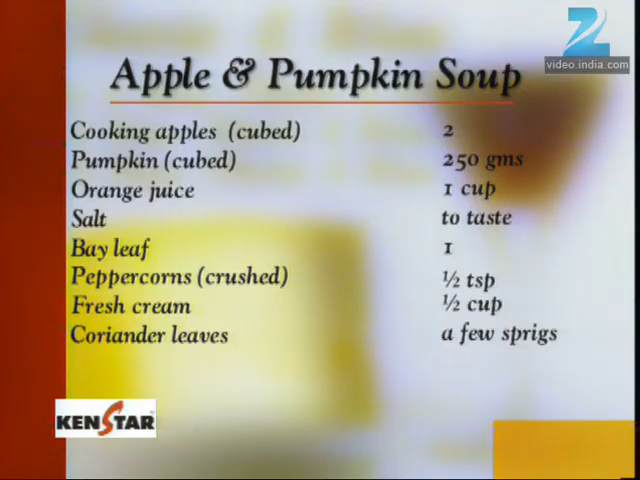 Z
video.india.com
Apple & Pumpkin Soup
Cooking apples (cubed) 2
Pumpkin (cubed) 250 gms
Orange juice 1 cup
Salt to taste
Bay leaf 1
Peppercorns (crushed) ½ tsp
Fresh cream ½ cup
Coriander leaves a few sprigs
KENSTAR